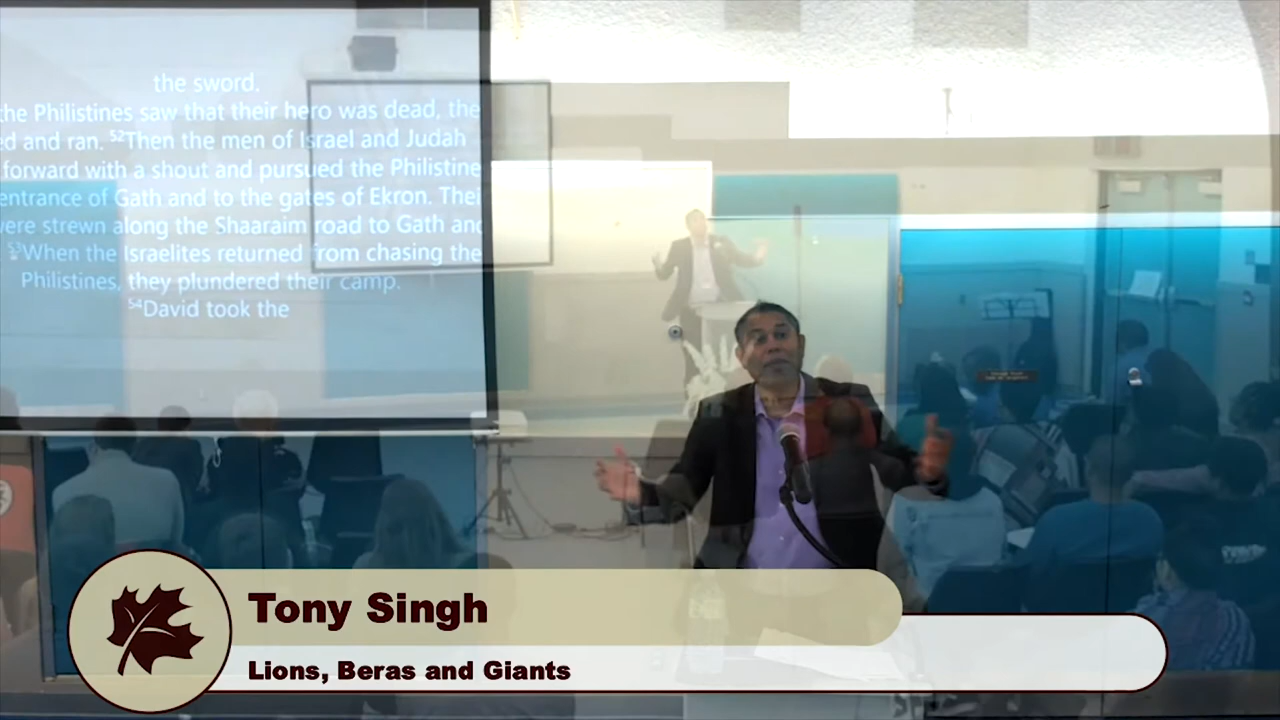 the sword.
the Philistines saw that their hero was dead, the
ed and ran. ⁵²Then the men of Israel and Judah
forward with a shout and pursued the Philistine
entrance of Gath and to the gates of Ekron. Thei
were strewn along the Shaaraim road to Gath and
⁵³When the Israelites returned from chasing the
Philistines, they plundered their camp.
⁵⁴David took the
Tony Singh
Lions, Beras and Giants